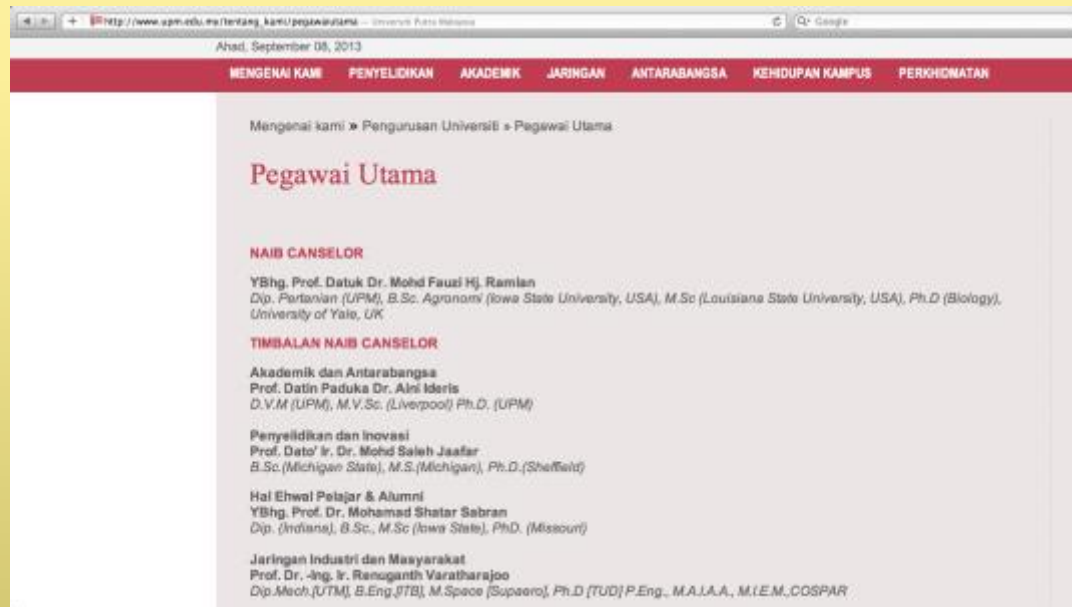 http://www.upm.edu.my/tentang_kami/pegawaiutama — Universiti Putra Malaysia
Google
Ahad, September 08, 2013
MENGENAI KAMI PENYELIDIKAN AKADEMIK JARINGAN ANTARABANGSA KEHIDUPAN KAMPUS PERKHIDMATAN
Mengenai kami » Pengurusan Universiti » Pegawai Utama
Pegawai Utama
NAIB CANSELOR
YBhg. Prof. Datuk Dr. Mohd Fauzi Hj. Ramlan
Dip. Pertanian (UPM), B.Sc. Agronomi (Iowa State University, USA), M.Sc (Louisiana State University, USA), Ph.D (Biology),
University of Yale, UK
TIMBALAN NAIB CANSELOR
Akademik dan Antarabangsa
Prof. Datin Paduka Dr. Aini Ideris
D.V.M (UPM), M.V.Sc. (Liverpool) Ph.D. (UPM)
Penyelidikan dan Inovasi
Prof. Dato' Ir. Dr. Mohd Saleh Jaafar
B.Sc.(Michigan State), M.S.(Michigan), Ph.D.(Sheffield)
Hal Ehwal Pelajar & Alumni
YBhg. Prof. Dr. Mohamad Shatar Sabran
Dip. (Indiana), B.Sc., M.Sc (Iowa State), PhD. (Missouri)
Jaringan Industri dan Masyarakat
Prof. Dr. -Ing. Ir. Renuganth Varatharajoo
Dip.Mech.[UTM], B.Eng.[ITB], M.Space [Supaero], Ph.D [TUD] P.Eng., M.A.I.A.A., M.I.E.M.,COSPAR